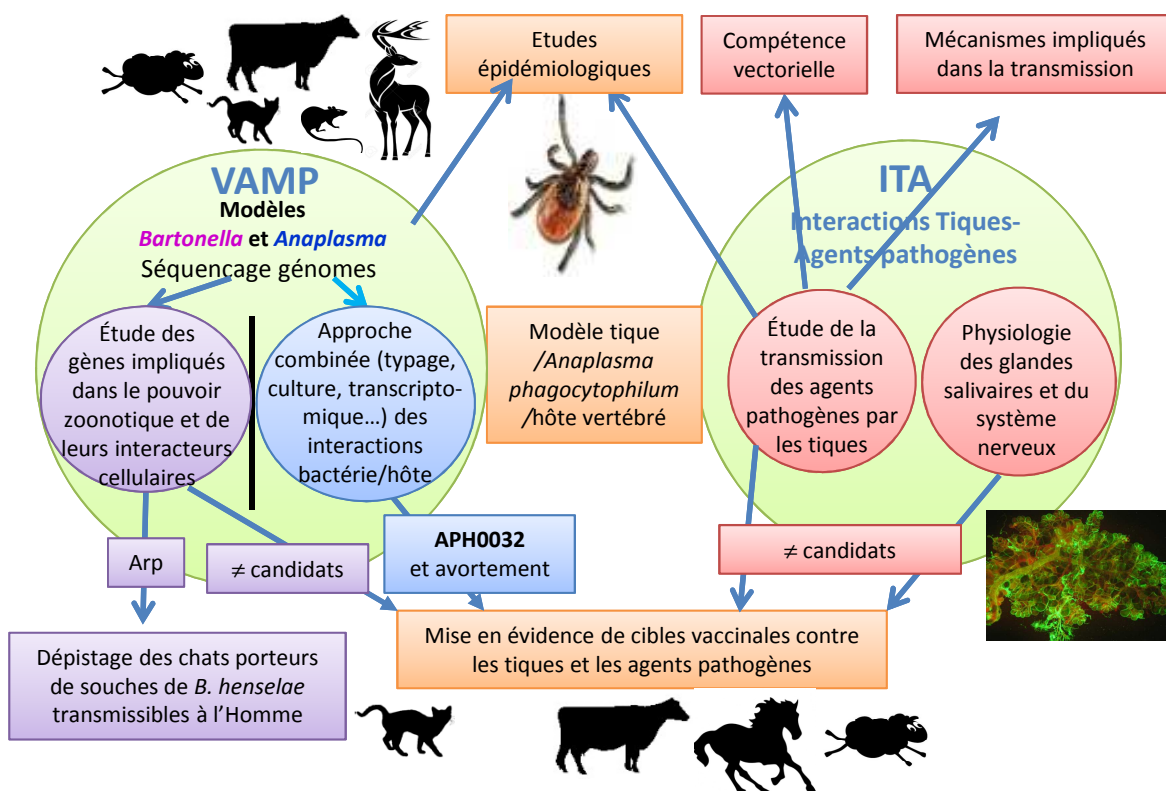 Etudes
épidémiologiques
Compétence
vectorielle
Mécanismes impliqués
dans la transmission
VAMP
Modèles
Bartonella et Anaplasma
Séquençage génomes
ITA
Interactions Tiques-
Agents pathogènes
Étude des
gènes impliqués
dans le pouvoir
zoonotique et de
leurs interacteurs
cellulaires
Approche
combinée (typage,
culture, transcripto-
mique…) des
interactions
bactérie/hôte
Modèle tique
/Anaplasma
phagocytophilum
/hôte vertébré
Étude de la
transmission
des agents
pathogènes par
les tiques
Physiologie
des glandes
salivaires et du
système
nerveux
Arp
≠ candidats
APH0032
et avortement
≠ candidats
Dépistage des chats porteurs
de souches de B. henselae
transmissibles à l’Homme
Mise en évidence de cibles vaccinales contre
les tiques et les agents pathogènes